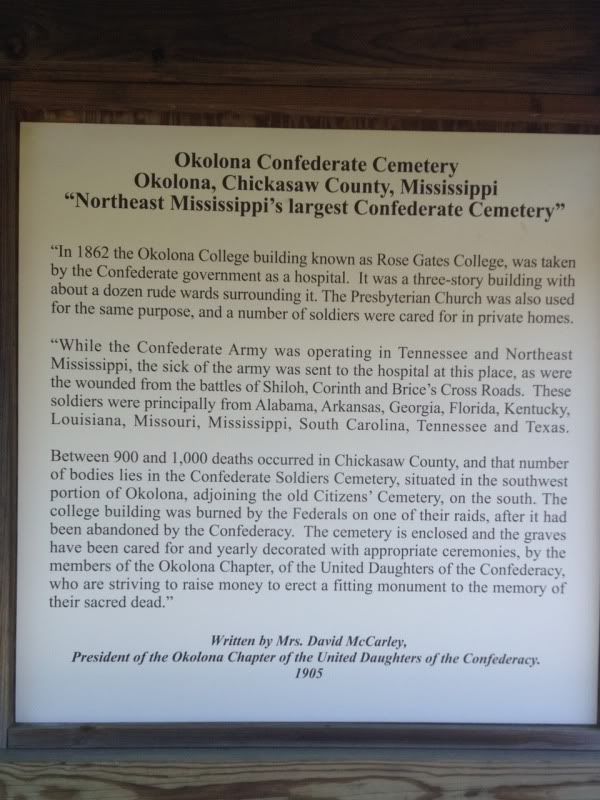 Okolona Confederate Cemetery
Okolona, Chickasaw County, Mississippi
“Northeast Mississippi’s largest Confederate Cemetery”
“In 1862 the Okolona College building known as Rose Gates College, was taken
by the Confederate government as a hospital. It was a three-story building with
about a dozen rude wards surrounding it. The Presbyterian Church was also used
for the same purpose, and a number of soldiers were cared for in private homes.
“While the Confederate Army was operating in Tennessee and Northeast
Mississippi, the sick of the army was sent to the hospital at this place, as were
the wounded from the battles of Shiloh, Corinth and Brice’s Cross Roads. These
soldiers were principally from Alabama, Arkansas, Georgia, Florida, Kentucky,
Louisiana, Missouri, Mississippi, South Carolina, Tennessee and Texas.
Between 900 and 1,000 deaths occurred in Chickasaw County, and that number
of bodies lies in the Confederate Soldiers Cemetery, situated in the southwest
portion of Okolona, adjoining the old Citizens’ Cemetery, on the south. The
college building was burned by the Federals on one of their raids, after it had
been abandoned by the Confederacy. The cemetery is enclosed and the graves
have been cared for and yearly decorated with appropriate ceremonies, by the
members of the Okolona Chapter, of the United Daughters of the Confederacy,
who are striving to raise money to erect a fitting monument to the memory of
their sacred dead.”
Written by Mrs. David McCarley,
President of the Okolona Chapter of the United Daughters of the Confederacy.
1905